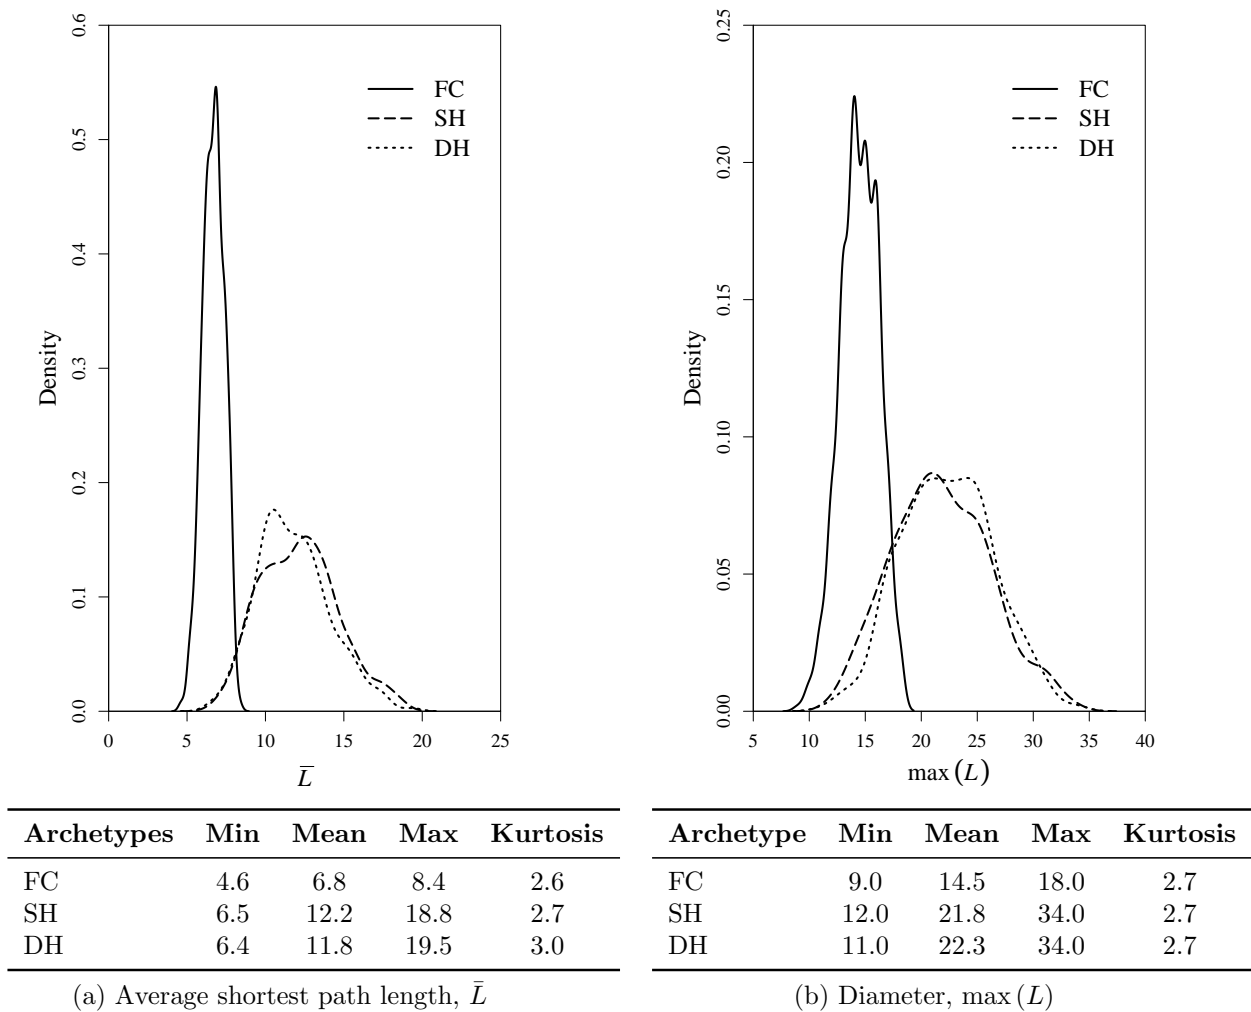 0.0 0.1 0.2 0.3 0.4 0.5 0.6
Density
FC
SH
DH
0 5 10 15 20 25
L̅
0.00 0.05 0.10 0.15 0.20 0.25
Density
FC
SH
DH
5 10 15 20 25 30 35 40
max (L)
Archetypes Min Mean Max Kurtosis
FC 4.6 6.8 8.4 2.6
SH 6.5 12.2 18.8 2.7
DH 6.4 11.8 19.5 3.0
(a) Average shortest path length, L̄
Archetype Min Mean Max Kurtosis
FC 9.0 14.5 18.0 2.7
SH 12.0 21.8 34.0 2.7
DH 11.0 22.3 34.0 2.7
(b) Diameter, max (L)